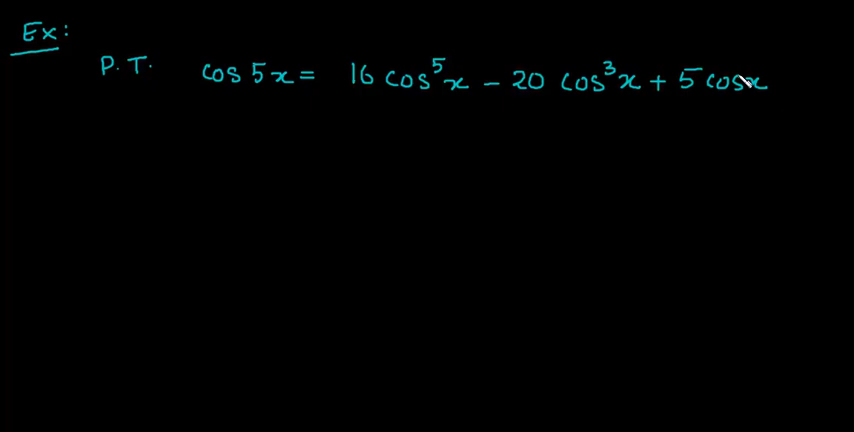 Ex:
P.T. cos 5x = 16 cos⁵x - 20 cos³x + 5 cosx